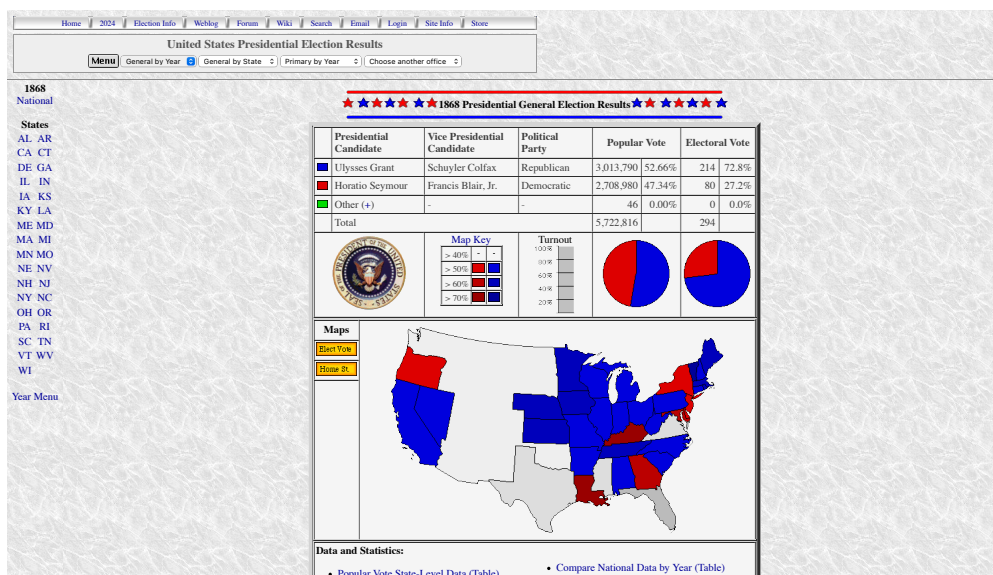 Home 2024 Election Info Weblog Forum Wiki Search Email Login Site Info Store
United States Presidential Election Results
Menu General by Year General by State Primary by Year Choose another office
1868
National
States
AL AR
CA CT
DE GA
IL IN
IA KS
KY LA
ME MD
MA MI
MN MO
NE NV
NH NJ
NY NC
OH OR
PA RI
SC TN
VT WV
WI
Year Menu
1868 Presidential General Election Results
Presidential Candidate Vice Presidential Candidate Political Party Popular Vote Electoral Vote
Ulysses Grant Schuyler Colfax Republican 3,013,790 52.66% 214 72.8%
Horatio Seymour Francis Blair, Jr. Democratic 2,708,980 47.34% 80 27.2%
Other (+) - - 46 0.00% 0 0.0%
Total 5,722,816 294
PRESIDENT OF THE UNITED STATES
SEAL OF THE
Map Key
> 40% - -
> 50%
> 60%
> 70%
Turnout
100%
80%
60%
40%
20%
Maps
Elect Vote
Home St.
Data and Statistics:
• Popular Vote State-Level Data (Table)
• Compare National Data by Year (Table)